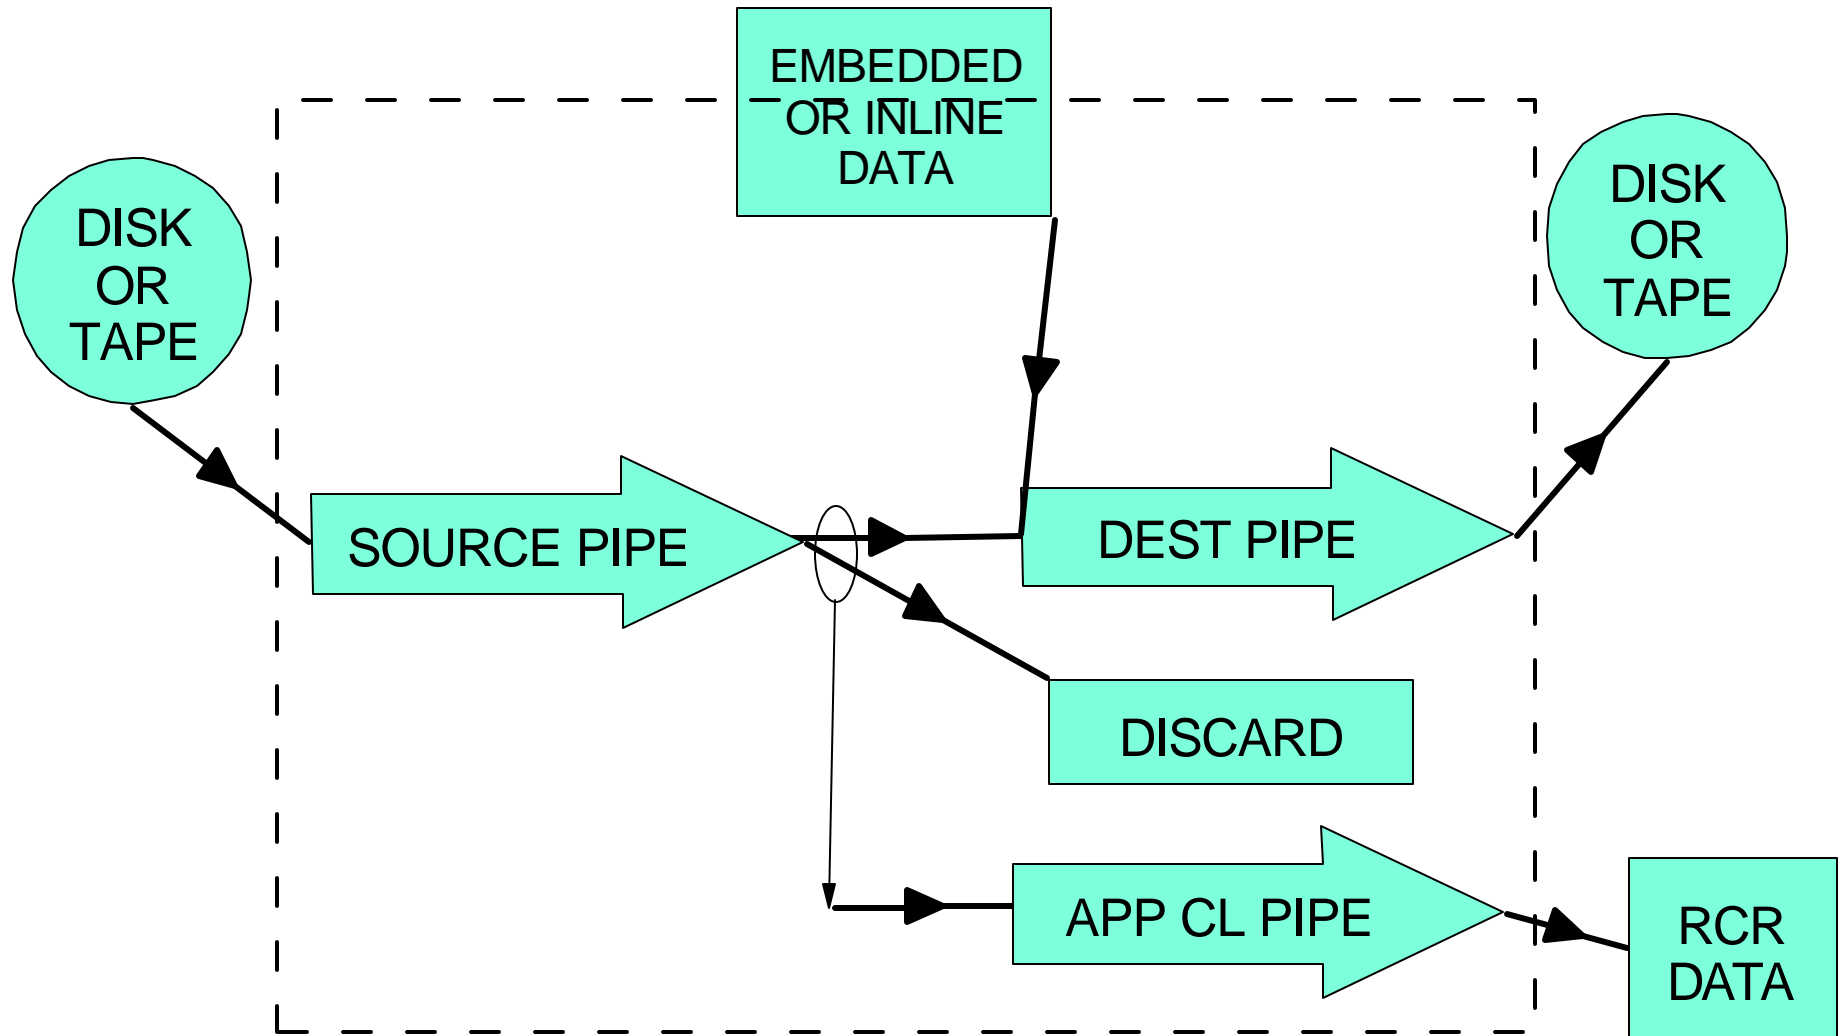 EMBEDDED
OR INLINE
DATA
DISK
OR
TAPE
DISK
OR
TAPE
SOURCE PIPE
DEST PIPE
DISCARD
APP CL PIPE
RCR
DATA